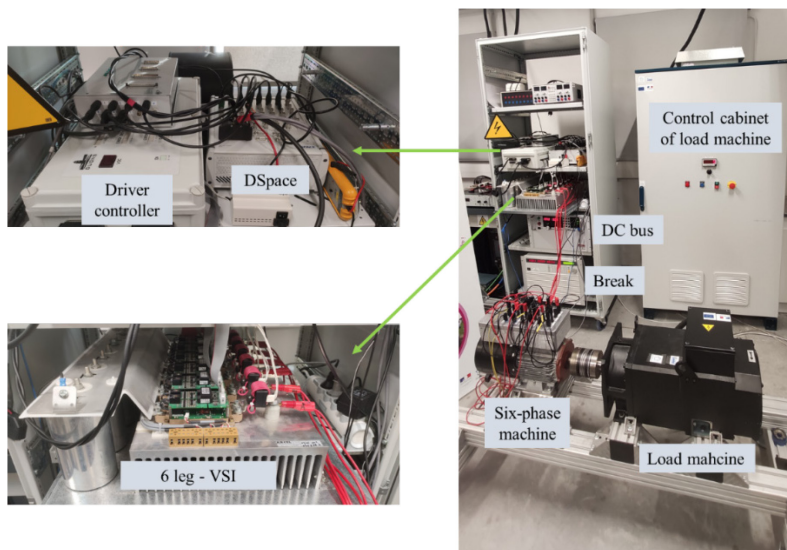 Driver
controller
DSpace
6 leg - VSI
Control cabinet
of load machine
DC bus
Break
Six-phase
machine
Load mahcine